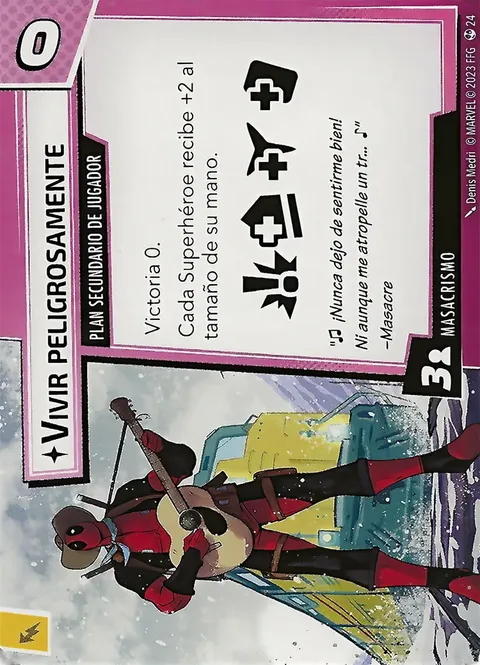 0
VIVIR PELIGROSAMENTE
PLAN SECUNDARIO DE JUGADOR
Victoria 0.
Cada Superhéroe recibe +2 al
tamaño de su mano.
"♫ ¡Nunca dejo de sentirme bien!
Ni aunque me atropelle un tr... ♪"
–Masacre
3
MASACRISMO
Denis Medri © MARVEL © 2023 FFG 24